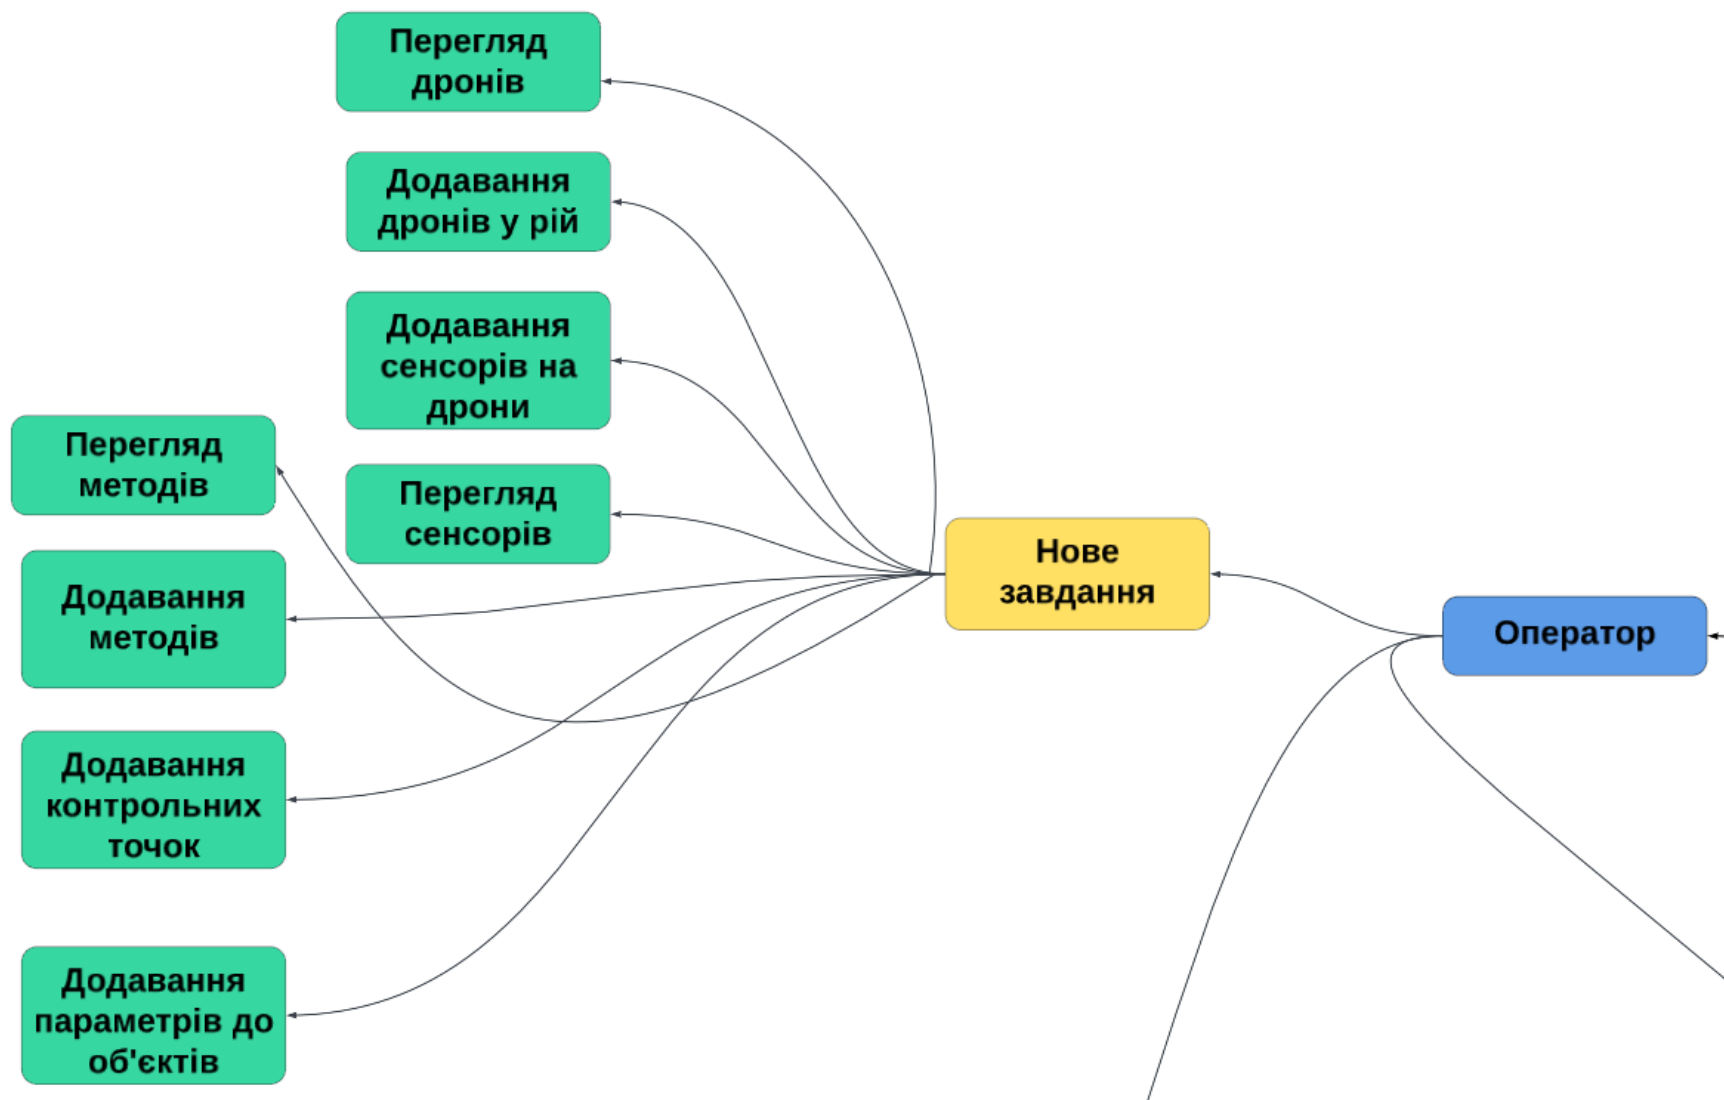 Перегляд
дронів
Додавання
дронів у рій
Додавання
сенсорів на
дрони
Перегляд
сенсорів
Перегляд
методів
Додавання
методів
Додавання
контрольних
точок
Додавання
параметрів до
об'єктів
Нове
завдання
Оператор